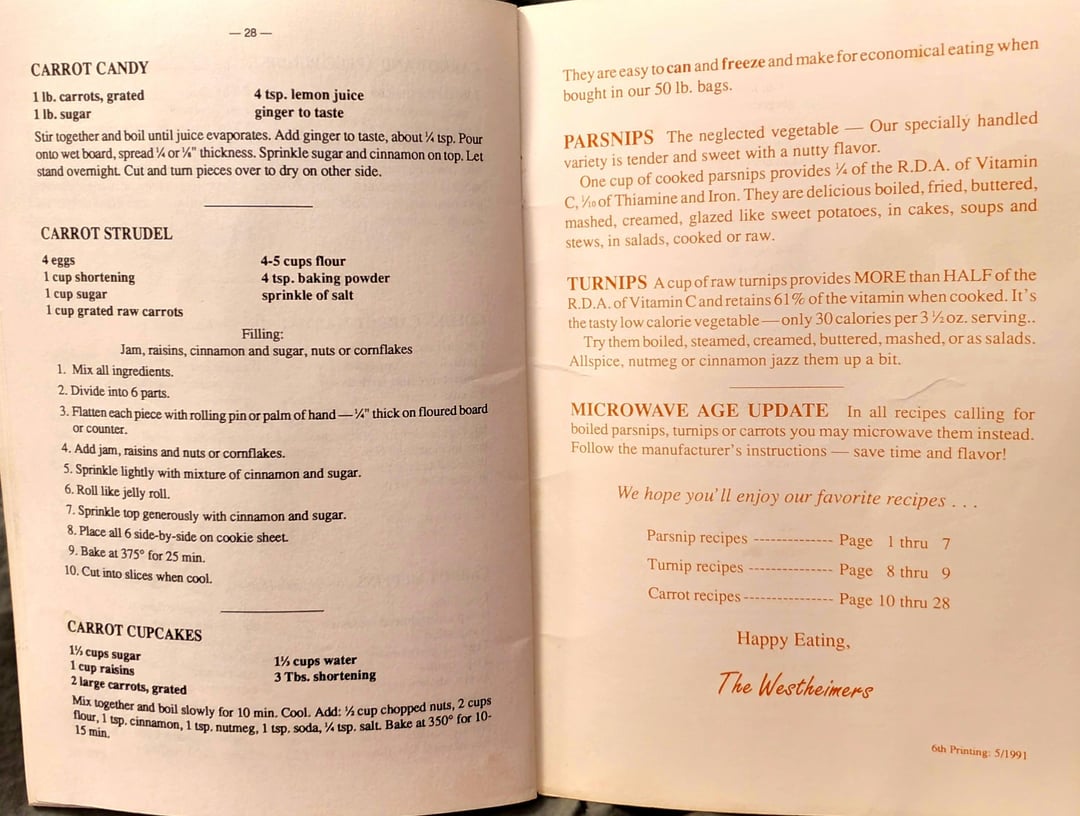 — 28 —
CARROT CANDY
1 lb. carrots, grated
4 tsp. lemon juice
1 lb. sugar
ginger to taste
Stir together and boil until juice evaporates. Add ginger to taste, about ¼ tsp. Pour
onto wet board, spread ¼ or ⅛" thickness. Sprinkle sugar and cinnamon on top. Let
stand overnight. Cut and turn pieces over to dry on other side.
CARROT STRUDEL
4 eggs
4-5 cups flour
1 cup shortening
4 tsp. baking powder
1 cup sugar
sprinkle of salt
1 cup grated raw carrots
Filling:
Jam, raisins, cinnamon and sugar, nuts or cornflakes
1. Mix all ingredients.
2. Divide into 6 parts.
3. Flatten each piece with rolling pin or palm of hand — ¼" thick on floured board
or counter.
4. Add jam, raisins and nuts or cornflakes.
5. Sprinkle lightly with mixture of cinnamon and sugar.
6. Roll like jelly roll.
7. Sprinkle top generously with cinnamon and sugar.
8. Place all 6 side-by-side on cookie sheet.
9. Bake at 375° for 25 min.
10. Cut into slices when cool.
CARROT CUPCAKES
1⅓ cups sugar
1⅓ cups water
1 cup raisins
3 Tbs. shortening
2 large carrots, grated
Mix together and boil slowly for 10 min. Cool. Add: ½ cup chopped nuts, 2 cups
flour, 1 tsp. cinnamon, 1 tsp. nutmeg, 1 tsp. soda, ¼ tsp. salt. Bake at 350° for 10-
15 min.
They are easy to can and freeze and make for economical eating when
bought in our 50 lb. bags.
PARSNIPS The neglected vegetable — Our specially handled
variety is tender and sweet with a nutty flavor.
One cup of cooked parsnips provides ¼ of the R.D.A. of Vitamin
C, 1/10 of Thiamine and Iron. They are delicious boiled, fried, buttered,
mashed, creamed, glazed like sweet potatoes, in cakes, soups and
stews, in salads, cooked or raw.
TURNIPS A cup of raw turnips provides MORE than HALF of the
R.D.A. of Vitamin C and retains 61% of the vitamin when cooked. It's
the tasty low calorie vegetable—only 30 calories per 3 ½ oz. serving..
Try them boiled, steamed, creamed, buttered, mashed, or as salads.
Allspice, nutmeg or cinnamon jazz them up a bit.
MICROWAVE AGE UPDATE In all recipes calling for
boiled parsnips, turnips or carrots you may microwave them instead.
Follow the manufacturer's instructions — save time and flavor!
We hope you'll enjoy our favorite recipes . . .
Parsnip recipes ------------- Page 1 thru 7
Turnip recipes -------------- Page 8 thru 9
Carrot recipes --------------- Page 10 thru 28
Happy Eating,
The Westheimers
6th Printing: 5/1991